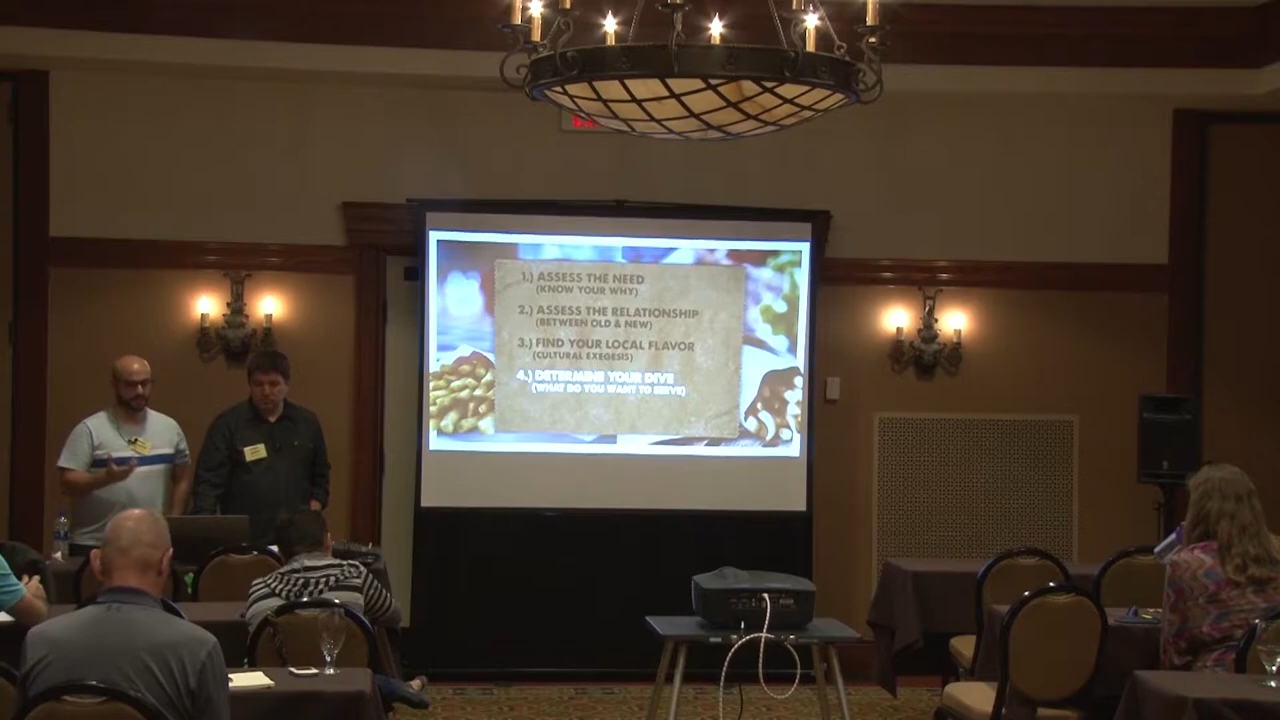 1.) ASSESS THE NEED
(KNOW YOUR WHY)
2.) ASSESS THE RELATIONSHIP
(BETWEEN OLD & NEW)
3.) FIND YOUR LOCAL FLAVOR
(CULTURAL EXEGESIS)
4.) DETERMINE YOUR DIVE
(WHAT DO YOU WANT TO SERVE)